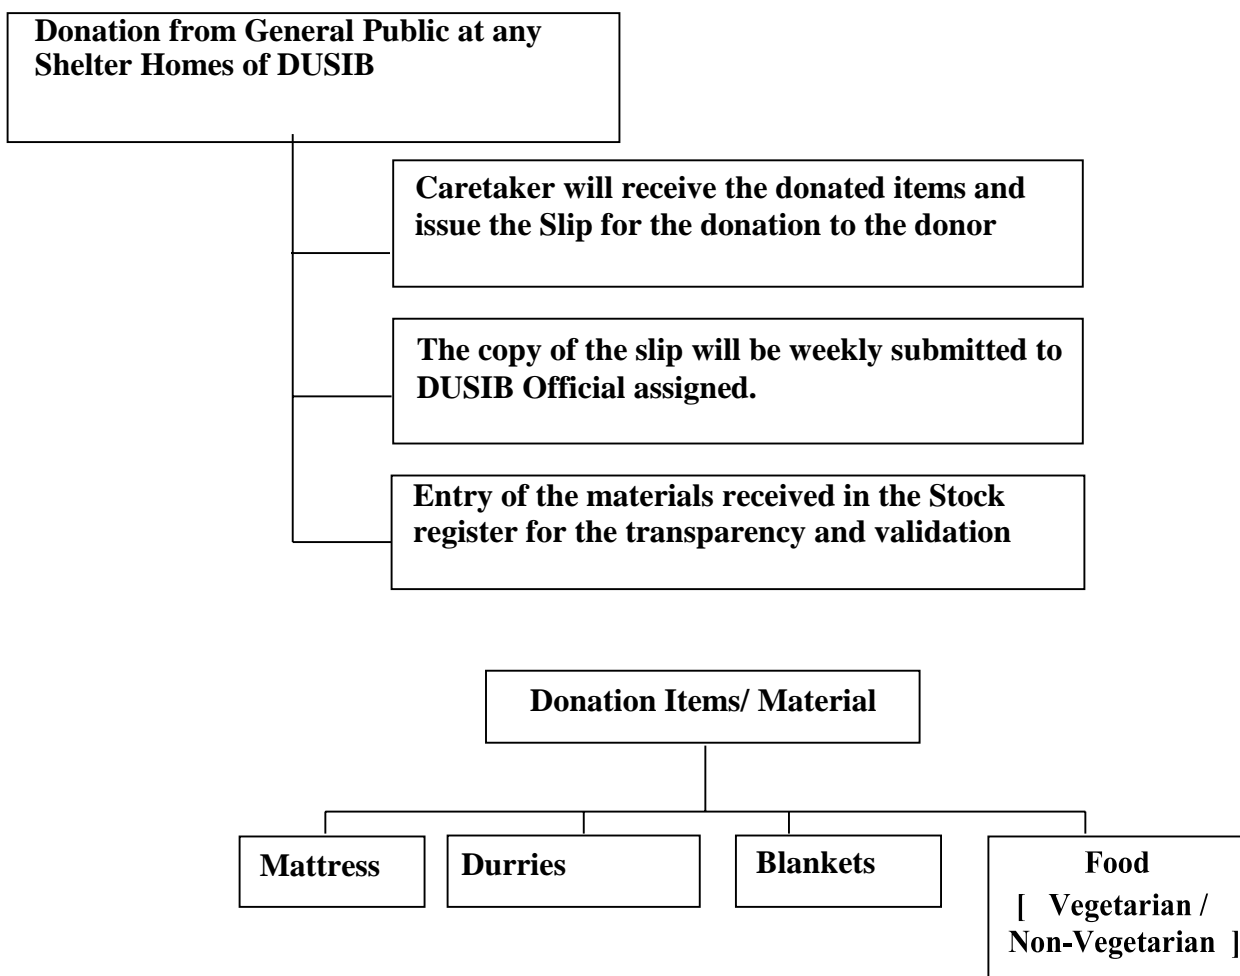 Donation from General Public at any
Shelter Homes of DUSIB
Caretaker will receive the donated items and
issue the Slip for the donation to the donor
The copy of the slip will be weekly submitted to
DUSIB Official assigned.
Entry of the materials received in the Stock
register for the transparency and validation
Donation Items/ Material
Mattress
Durries
Blankets
Food
[ Vegetarian /
Non-Vegetarian ]